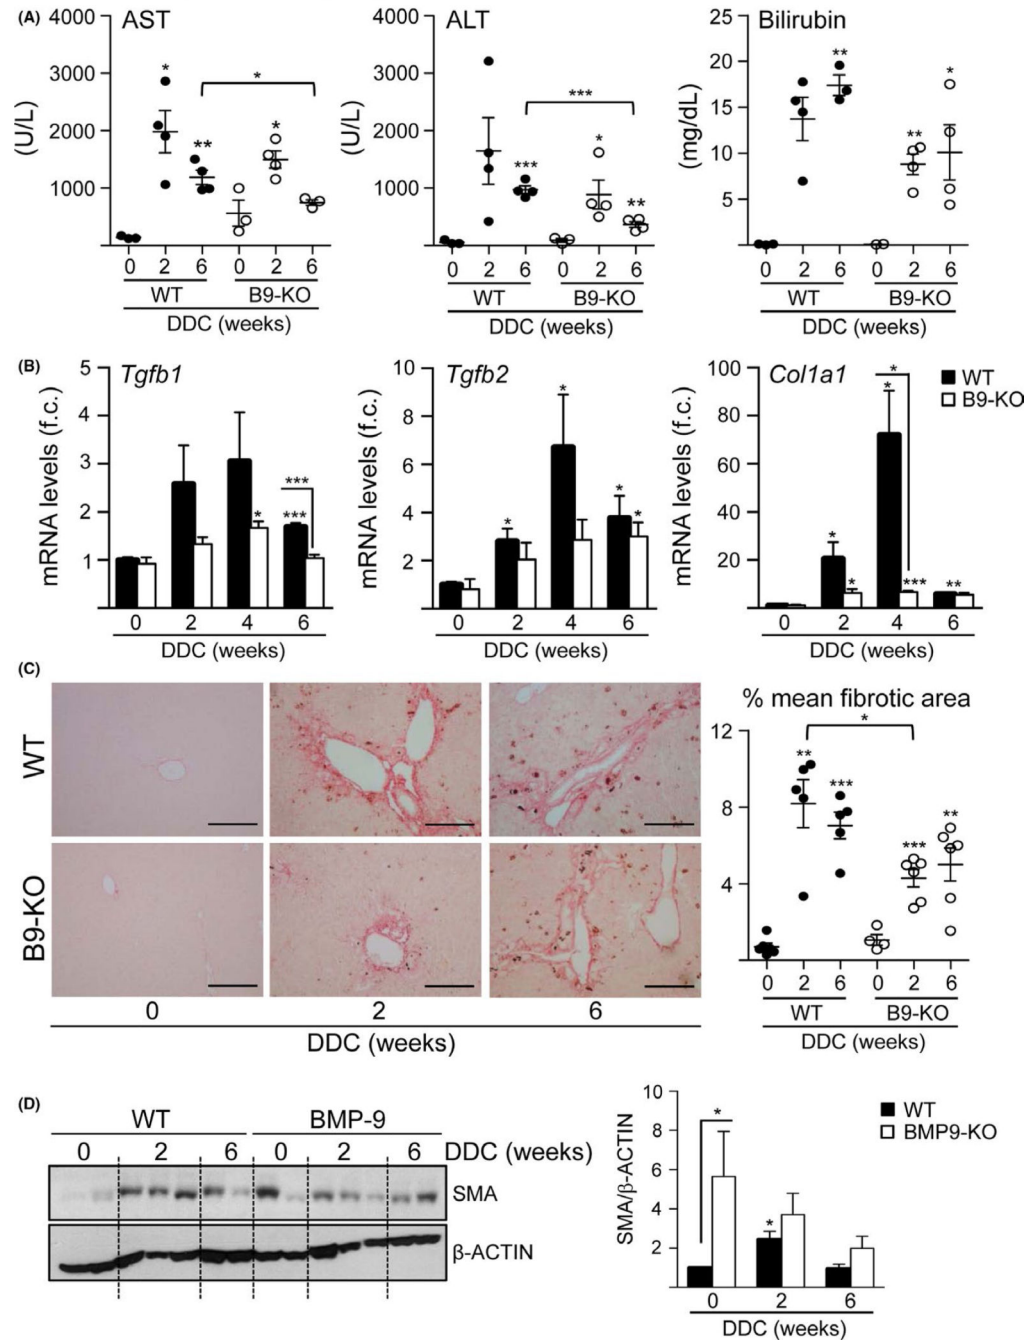 (A)
AST
4000
3000
2000
1000
(U/L)
*
**
*
*
0 2 6 0 2 6
WT B9-KO
DDC (weeks)
ALT
4000
3000
2000
1000
(U/L)
***
***
*
**
0 2 6 0 2 6
WT B9-KO
DDC (weeks)
Bilirubin
25
20
15
10
5
(mg/dL)
**
**
*
0 2 6 0 2 6
WT B9-KO
DDC (weeks)
(B)
Tgfb1
5
4
3
2
1
mRNA levels (f.c.)
*
***
***
0 2 4 6
DDC (weeks)
Tgfb2
10
8
6
4
2
mRNA levels (f.c.)
*
*
*
*
0 2 4 6
DDC (weeks)
Col1a1
100
80
60
40
20
mRNA levels (f.c.)
*
*
*
*
***
**
0 2 4 6
DDC (weeks)
WT
B9-KO
(C)
WT
B9-KO
0 2 6
DDC (weeks)
% mean fibrotic area
12
8
4
*
**
***
***
**
0 2 6 0 2 6
WT B9-KO
DDC (weeks)
(D)
WT BMP-9
0 2 6 0 2 6 DDC (weeks)
SMA
β-ACTIN
10
8
6
4
2
SMA/β-ACTIN
*
*
0 2 6
DDC (weeks)
WT
BMP9-KO